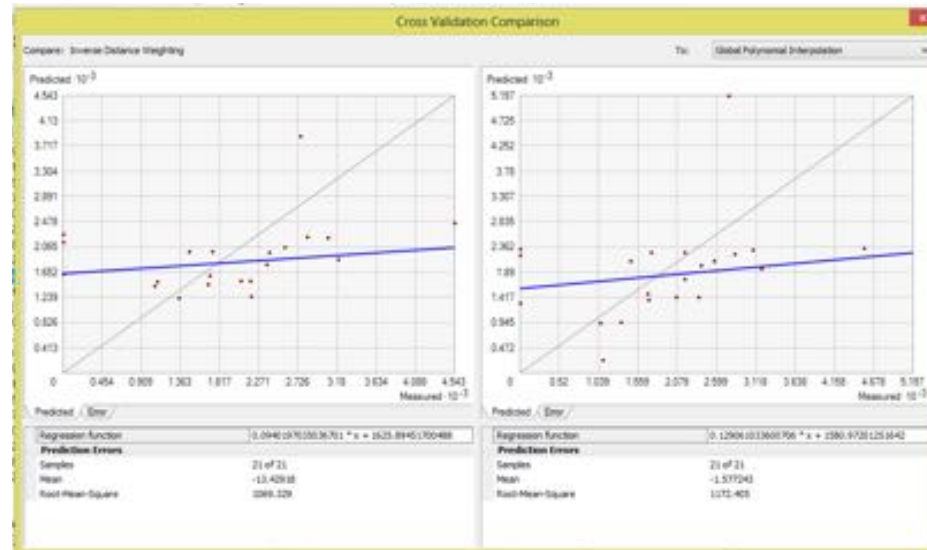 Cross Validation Comparison
Compare: Inverse Distance Weighting
To: Global Polynomial Interpolation
Predicted 10⁻³
4.543
4.13
3.717
3.304
2.891
2.478
2.065
1.652
1.239
0.826
0.413
0 0.454 0.909 1.363 1.817 2.271 2.726 3.18 3.634 4.089 4.543
Measured 10⁻³
Predicted Error
Regression function
Prediction Errors
Samples 21 of 21
Mean -13.42918
Root-Mean-Square 1069.329
Predicted 10⁻³
5.197
4.725
4.252
3.78
3.307
2.835
2.362
1.89
1.417
0.945
0.472
0 0.52 1.039 1.559 2.079 2.599 3.118 3.638 4.158 4.678 5.197
Measured 10⁻³
Predicted Error
Regression function
Prediction Errors
Samples 21 of 21
Mean -1.577243
Root-Mean-Square 1172.405